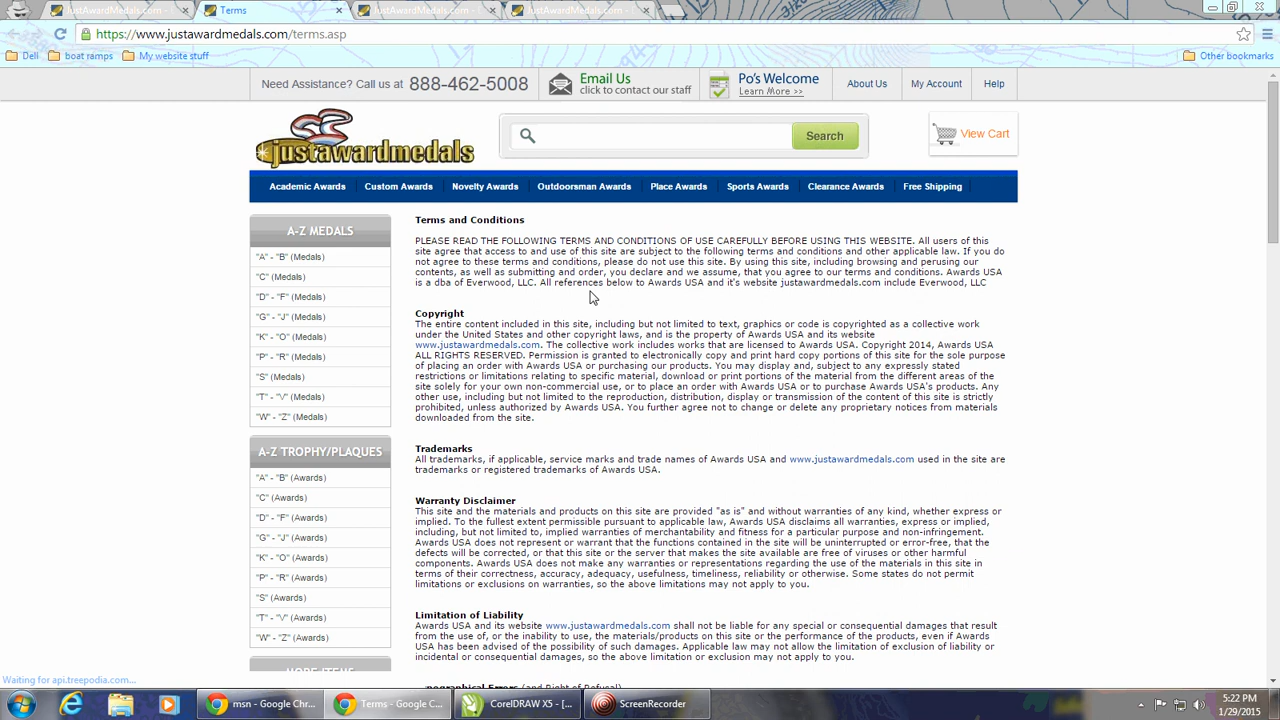 JustAwardMedals.com -
Terms
JustAwardMedals.com -
JustAwardMedals.com -
https://www.justawardmedals.com/terms.asp
Dell
boat ramps
My website stuff
Other bookmarks
Need Assistance? Call us at 888-462-5008
Email Us
click to contact our staff
Po's Welcome
Learn More >>
About Us
My Account
Help
justawardmedals
Search
View Cart
Academic Awards
Custom Awards
Novelty Awards
Outdoorsman Awards
Place Awards
Sports Awards
Clearance Awards
Free Shipping
A-Z MEDALS
"A" - "B" (Medals)
"C" (Medals)
"D" - "F" (Medals)
"G" - "J" (Medals)
"K" - "O" (Medals)
"P" - "R" (Medals)
"S" (Medals)
"T" - "V" (Medals)
"W" - "Z" (Medals)
A-Z TROPHY/PLAQUES
"A" - "B" (Awards)
"C" (Awards)
"D" - "F" (Awards)
"G" - "J" (Awards)
"K" - "O" (Awards)
"P" - "R" (Awards)
"S" (Awards)
"T" - "V" (Awards)
"W" - "Z" (Awards)
MORE ITEMS
Terms and Conditions
PLEASE READ THE FOLLOWING TERMS AND CONDITIONS OF USE CAREFULLY BEFORE USING THIS WEBSITE. All users of this
site agree that access to and use of this site are subject to the following terms and conditions and other applicable law. If you do
not agree to these terms and conditions, please do not use this site. By using this site, including browsing and perusing our
contents, as well as submitting and order, you declare and we assume, that you agree to our terms and conditions. Awards USA
is a dba of Everwood, LLC. All references below to Awards USA and it's website justawardmedals.com include Everwood, LLC
Copyright
The entire content included in this site, including but not limited to text, graphics or code is copyrighted as a collective work
under the United States and other copyright laws, and is the property of Awards USA and its website
www.justawardmedals.com. The collective work includes works that are licensed to Awards USA. Copyright 2014, Awards USA
ALL RIGHTS RESERVED. Permission is granted to electronically copy and print hard copy portions of this site for the sole purpose
of placing an order with Awards USA or purchasing our products. You may display and, subject to any expressly stated
restrictions or limitations relating to specific material, download or print portions of the material from the different areas of the
site solely for your own non-commercial use, or to place an order with Awards USA or to purchase Awards USA's products. Any
other use, including but not limited to the reproduction, distribution, display or transmission of the content of this site is strictly
prohibited, unless authorized by Awards USA. You further agree not to change or delete any proprietary notices from materials
downloaded from the site.
Trademarks
All trademarks, if applicable, service marks and trade names of Awards USA and www.justawardmedals.com used in the site are
trademarks or registered trademarks of Awards USA.
Warranty Disclaimer
This site and the materials and products on this site are provided "as is" and without warranties of any kind, whether express or
implied. To the fullest extent permissible pursuant to applicable law, Awards USA disclaims all warranties, express or implied,
including, but not limited to, implied warranties of merchantability and fitness for a particular purpose and non-infringement.
Awards USA does not represent or warrant that the functions contained in the site will be uninterrupted or error-free, that the
defects will be corrected, or that this site or the server that makes the site available are free of viruses or other harmful
components. Awards USA does not make any warranties or representations regarding the use of the materials in this site in
terms of their correctness, accuracy, adequacy, usefulness, timeliness, reliability or otherwise. Some states do not permit
limitations or exclusions on warranties, so the above limitations may not apply to you.
Limitation of Liability
Awards USA and its website www.justawardmedals.com shall not be liable for any special or consequential damages that result
from the use of, or the inability to use, the materials/products on this site or the performance of the products, even if Awards
USA has been advised of the possibility of such damages. Applicable law may not allow the limitation of exclusion of liability or
incidental or consequential damages, so the above limitation or exclusion may not apply to you.
ographical Errors (and Right of Refusal)
Waiting for api.treepodia.com...
msn - Google Chr...
Terms - Google C...
CorelDRAW X5 - [...
ScreenRecorder
5:22 PM
1/29/2015